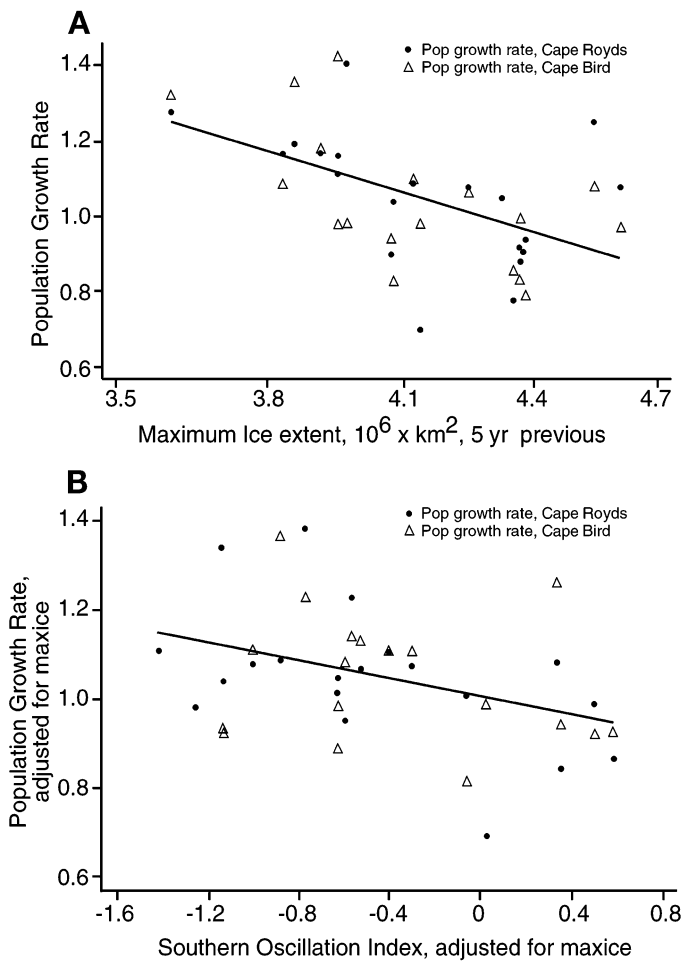 A
Pop growth rate, Cape Royds
Pop growth rate, Cape Bird
Population Growth Rate
1.4
1.2
1.0
0.8
0.6
3.5 3.8 4.1 4.4 4.7
Maximum Ice extent, 10⁶ x km², 5 yr previous
B
Pop growth rate, Cape Royds
Pop growth rate, Cape Bird
Population Growth Rate,
adjusted for maxice
1.4
1.2
1.0
0.8
0.6
-1.6 -1.2 -0.8 -0.4 0 0.4 0.8
Southern Oscillation Index, adjusted for maxice